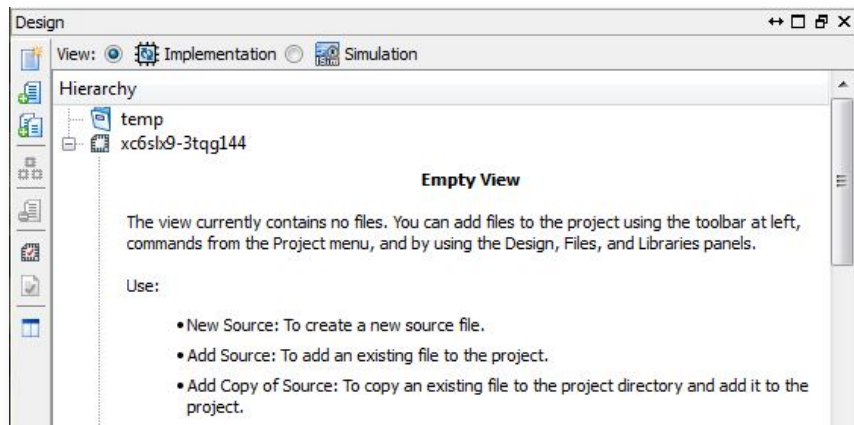 Design
View: Implementation Simulation
Hierarchy
temp
xc6slx9-3tqg144
Empty View
The view currently contains no files. You can add files to the project using the toolbar at left,
commands from the Project menu, and by using the Design, Files, and Libraries panels.
Use:
• New Source: To create a new source file.
• Add Source: To add an existing file to the project.
• Add Copy of Source: To copy an existing file to the project directory and add it to the
project.